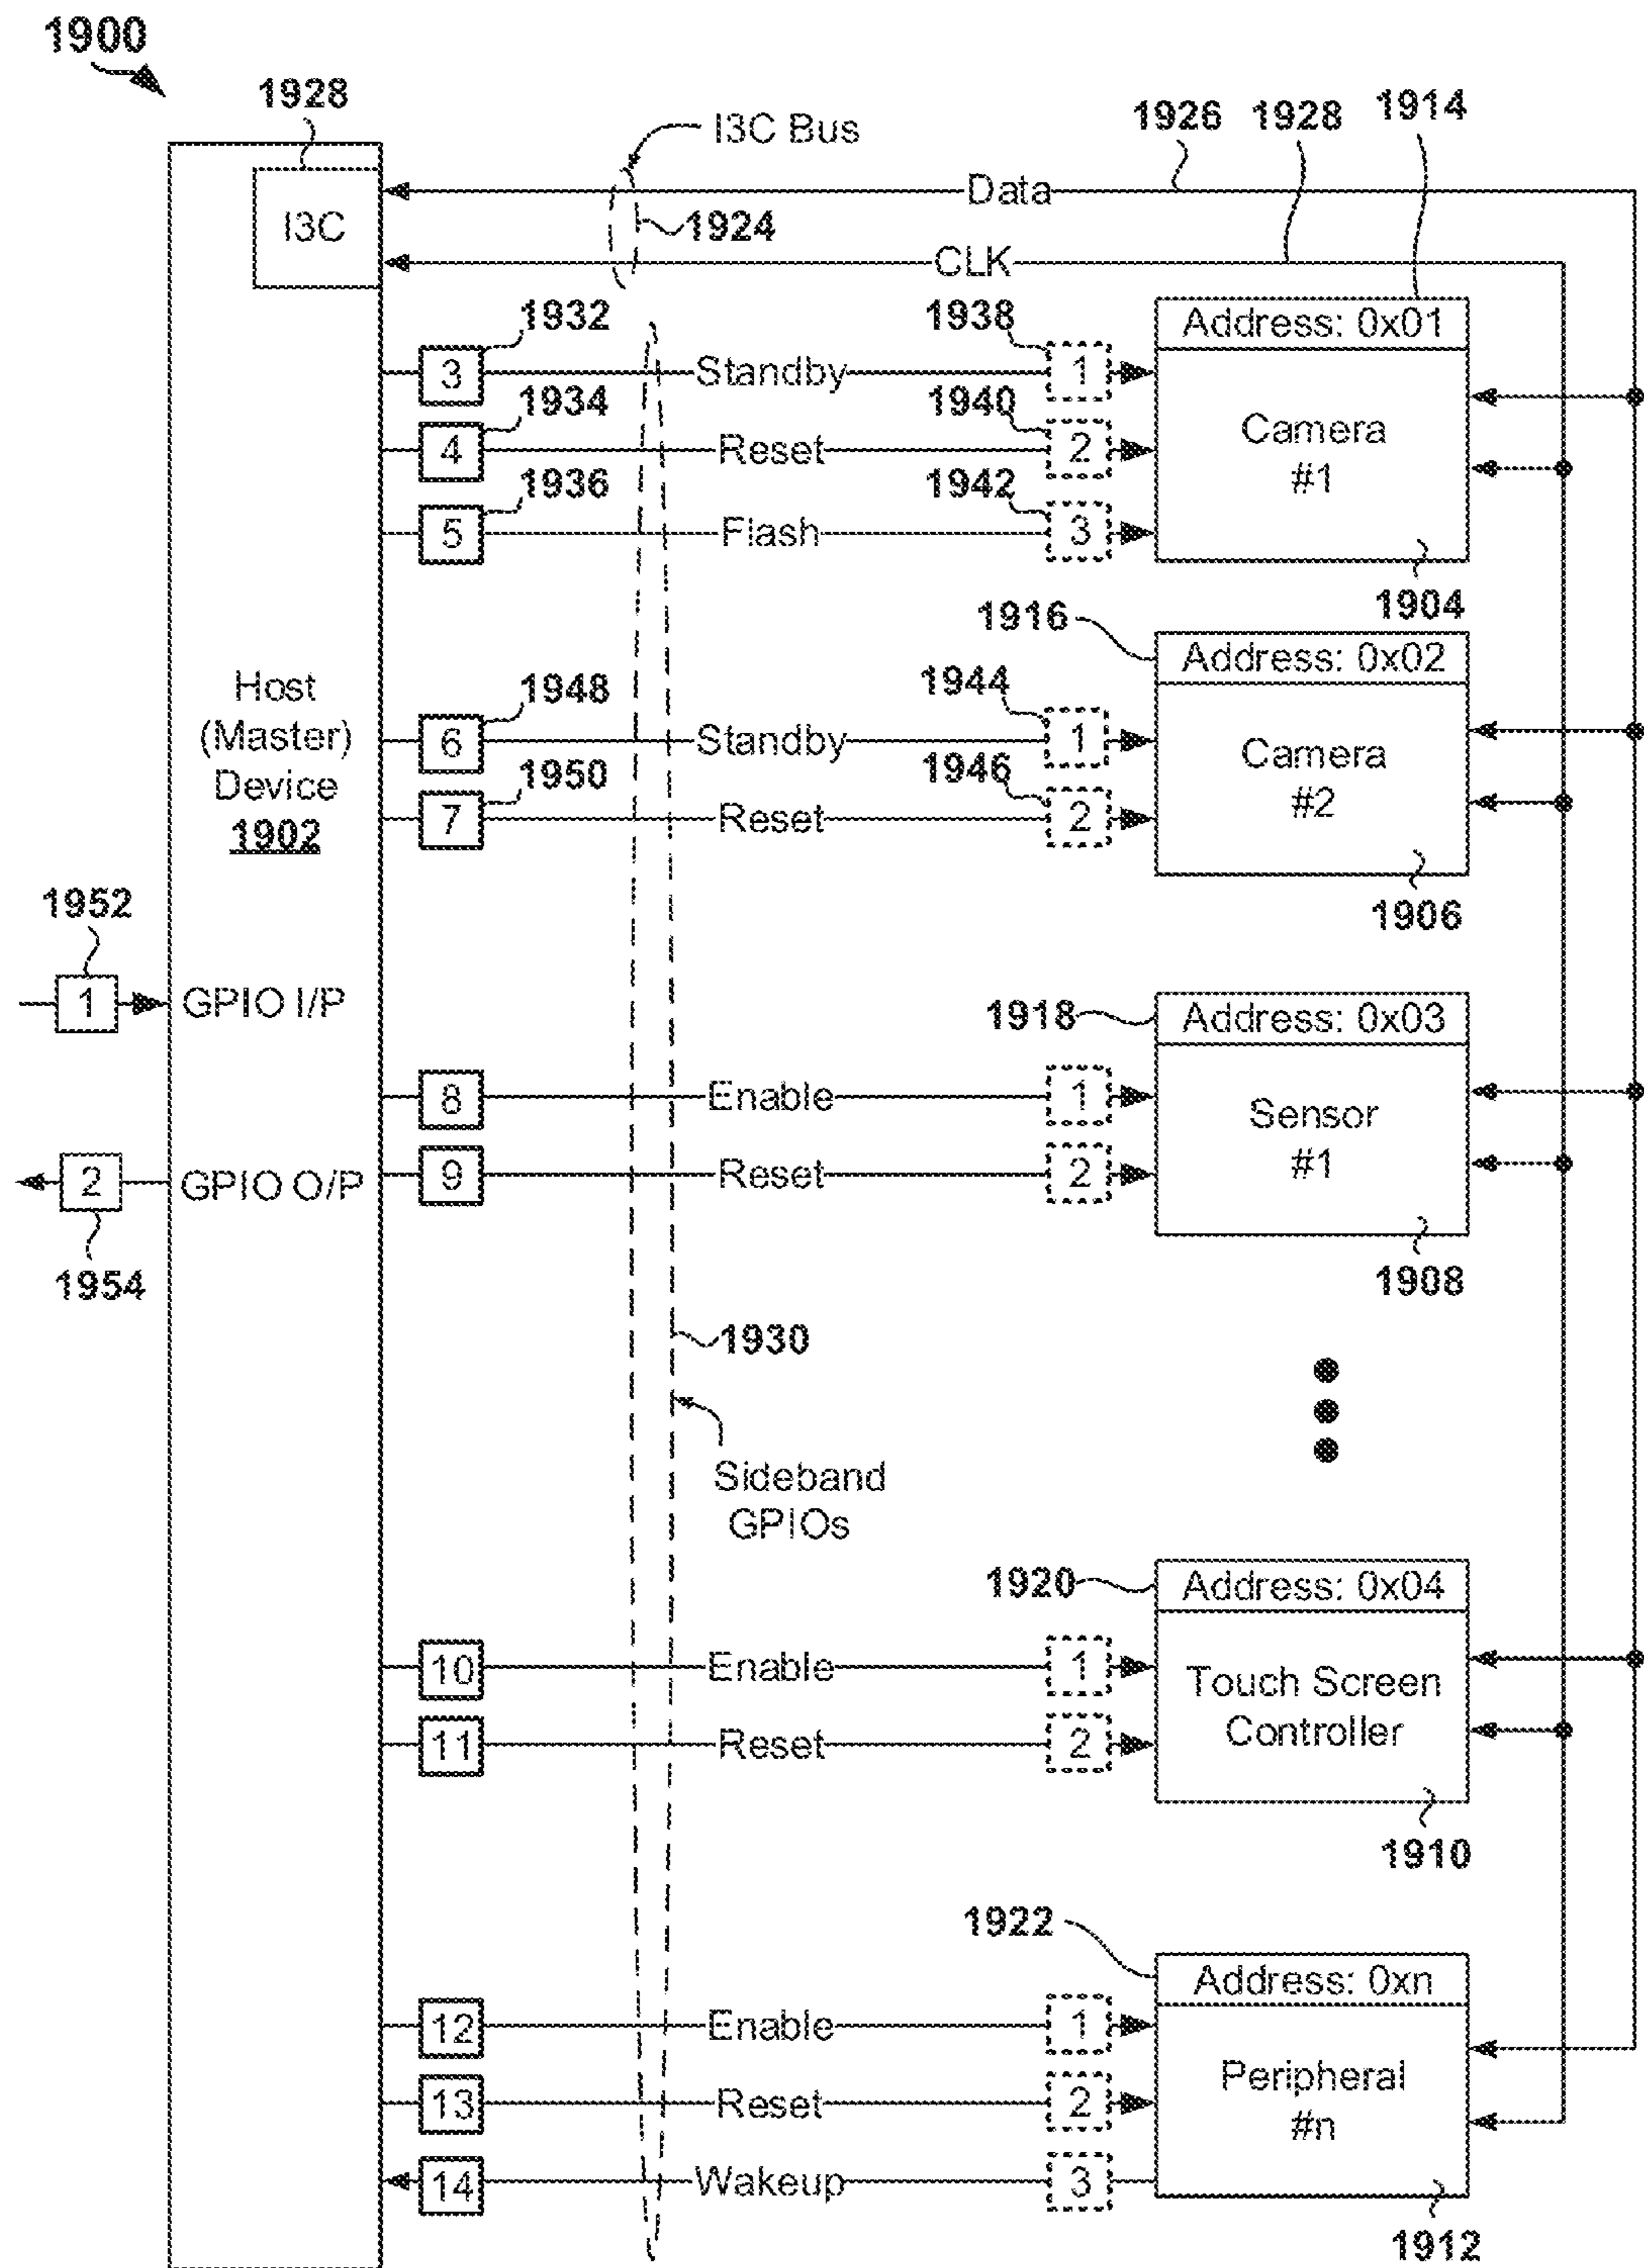 1900
1928
I3C Bus
1926 1928 1914
I3C
Data
1924
CLK
1932
1938
Address: 0x01
3 Standby 1
1934
1940
Camera
4 Reset 2
#1
1936
1942
5 Flash 3
1904
1916
Address: 0x02
Host
(Master)
Device
1902
1948
1944
6 Standby 1
Camera
1950
1946
#2
7 Reset 2
1952
1906
1 GPIO I/P
1918
Address: 0x03
8 Enable 1
Sensor
#1
2 GPIO O/P
9 Reset 2
1954
1908
1930
Sideband
GPIOs
1920
Address: 0x04
10 Enable 1
Touch Screen
Controller
11 Reset 2
1910
1922
Address: 0xn
12 Enable 1
Peripheral
#n
13 Reset 2
14 Wakeup 3
1912